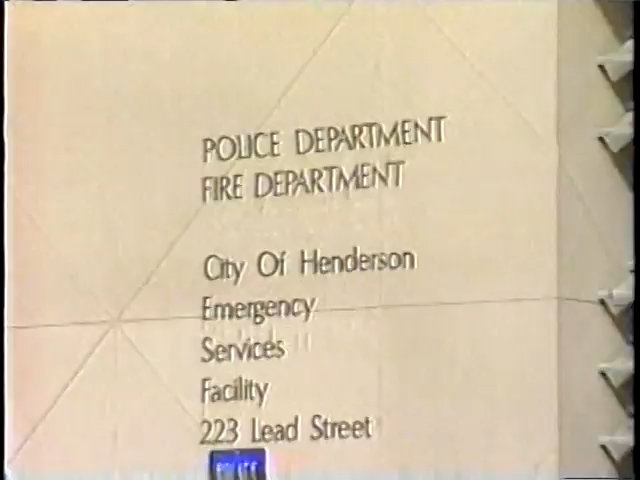 POLICE DEPARTMENT
FIRE DEPARTMENT
City Of Henderson
Emergency
Services
Facility
223 Lead Street